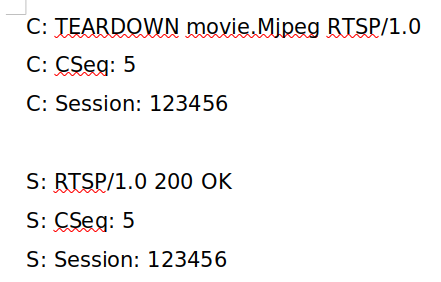 C: TEARDOWN movie.Mjpeg RTSP/1.0
C: CSeq: 5
C: Session: 123456
S: RTSP/1.0 200 OK
S: CSeq: 5
S: Session: 123456